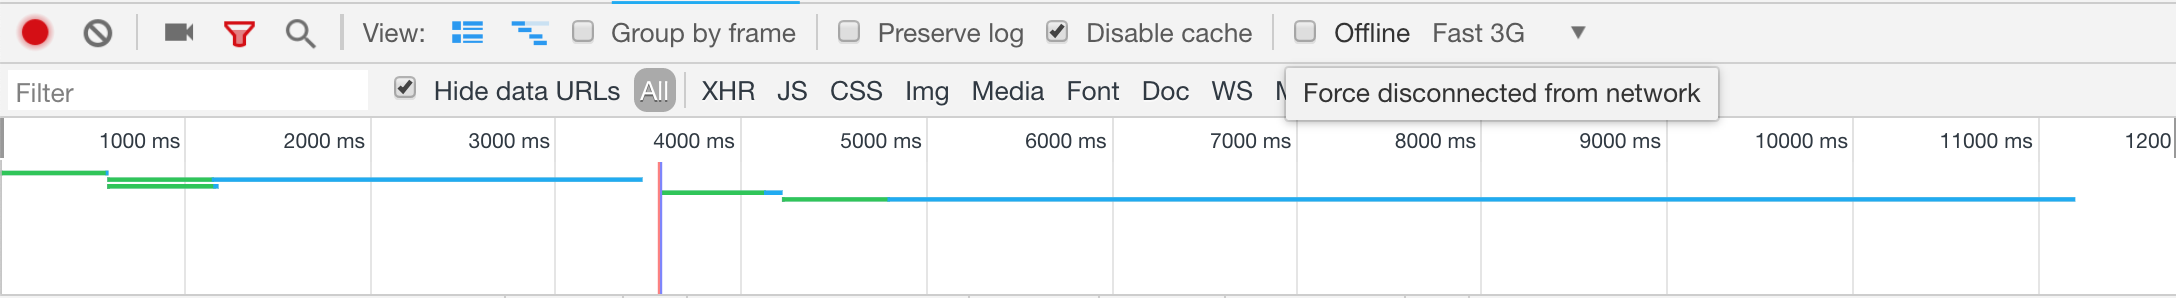 View: Group by frame Preserve log Disable cache Offline Fast 3G
Filter Hide data URLs All XHR JS CSS Img Media Font Doc WS
Force disconnected from network
1000 ms 2000 ms 3000 ms 4000 ms 5000 ms 6000 ms 7000 ms 8000 ms 9000 ms 10000 ms 11000 ms 1200